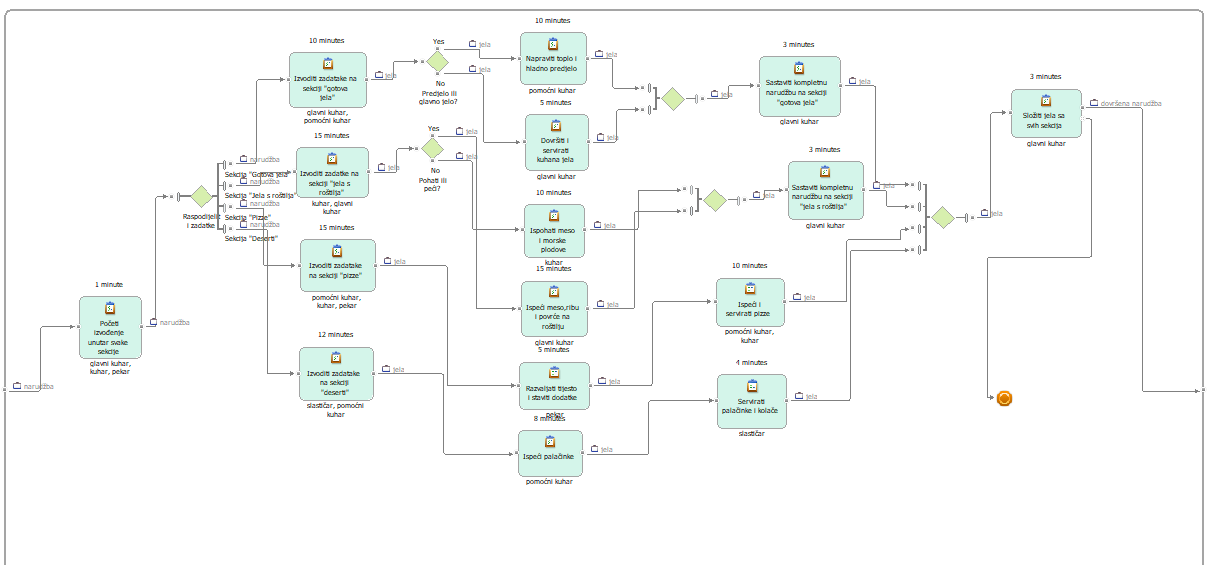 10 minutes
Izvoditi zadatake na
sekciji "gotova
jela"
glavni kuhar,
pomoćni kuhar
jela
Yes
jela
No
jela
Predjelo ili
glavno jelo?
10 minutes
Napraviti toplo i
hladno predjelo
pomoćni kuhar
jela
5 minutes
Dovršiti i
servirati
kuhana jela
glavni kuhar
jela
jela
3 minutes
Sastaviti kompletnu
narudžbu na sekciji
"gotova jela"
glavni kuhar
jela
3 minutes
Složiti jela sa
svih sekcija
glavni kuhar
dovršena narudžba
15 minutes
Izvoditi zadatke na
sekciji "jela s
roštilja"
kuhar, glavni
kuhar
jela
Yes
jela
No
jela
Pohati ili
peći?
10 minutes
Ispohati meso
i morske
plodove
kuhar
jela
15 minutes
Ispeći meso,ribu
i povrće na
roštilju
glavni kuhar
jela
jela
3 minutes
Sastaviti kompletnu
narudžbu na sekciji
"jela s roštilja"
glavni kuhar
jela
jela
narudžba
Sekcija "Gotova jela"
narudžba
Sekcija "Jela s roštilja"
narudžba
Sekcija "Pizze"
narudžba
Sekcija "Deserti"
Raspodijeliti
i zadatke
15 minutes
Izvoditi zadatake
na sekciji "pizze"
pomoćni kuhar,
kuhar, pekar
jela
5 minutes
Razvaljati tijesto
i staviti dodatke
pekar
jela
10 minutes
Ispeći i
servirati pizze
pomoćni kuhar,
kuhar
jela
1 minute
Početi
izvođenje
unutar svake
sekcije
glavni kuhar,
kuhar, pekar
narudžba
narudžba
12 minutes
Izvoditi zadatake
na sekciji
"deserti"
slastičar, pomoćni
kuhar
jela
8 minutes
Ispeći palačinke
pomoćni kuhar
jela
4 minutes
Servirati
palačinke i kolače
slastičar
jela